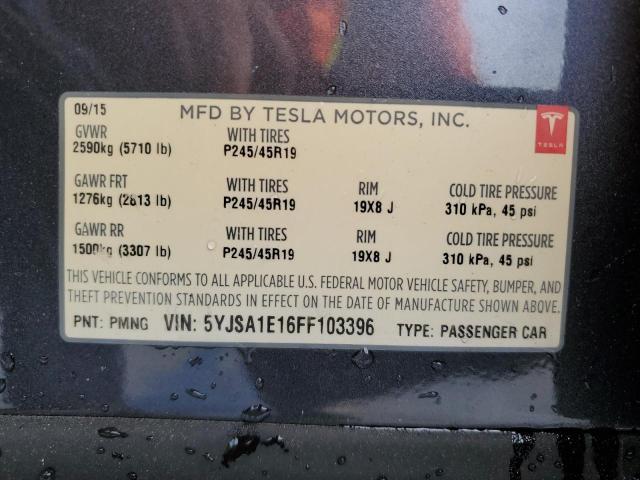 09/15 MFD BY TESLA MOTORS, INC.
TESLA
GVWR WITH TIRES
2590kg (5710 lb) P245/45R19
GAWR FRT WITH TIRES RIM COLD TIRE PRESSURE
1276kg (2813 lb) P245/45R19 19X8 J 310 kPa, 45 psi
GAWR RR WITH TIRES RIM COLD TIRE PRESSURE
1500kg (3307 lb) P245/45R19 19X8 J 310 kPa, 45 psi
THIS VEHICLE CONFORMS TO ALL APPLICABLE U.S. FEDERAL MOTOR VEHICLE SAFETY, BUMPER, AND
THEFT PREVENTION STANDARDS IN EFFECT ON THE DATE OF MANUFACTURE SHOWN ABOVE.
PNT: PMNG VIN: 5YJSA1E16FF103396 TYPE: PASSENGER CAR